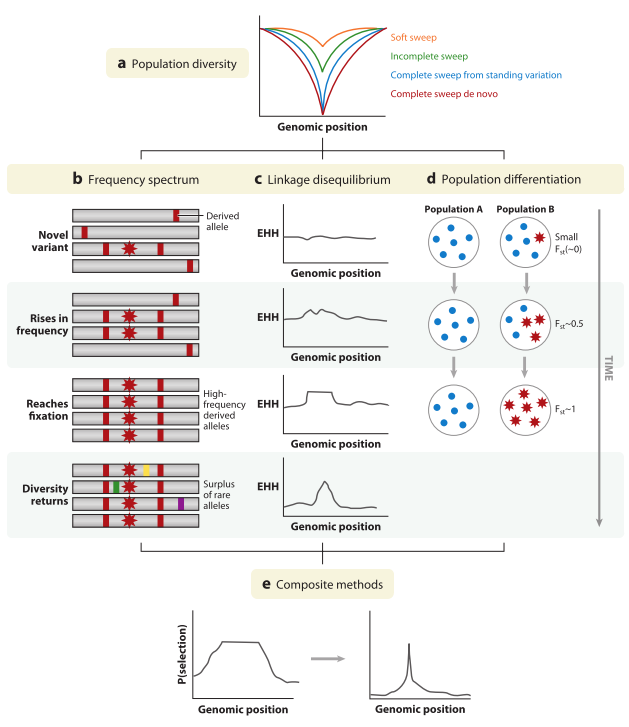 Soft sweep
Incomplete sweep
Complete sweep from standing variation
Complete sweep de novo
a Population diversity
Genomic position
b Frequency spectrum
c Linkage disequilibrium
d Population differentiation
Novel
variant
Derived
allele
EHH
Genomic position
Population A
Population B
Small
Fst(~0)
Rises in
frequency
EHH
Genomic position
Fst~0.5
TIME
Reaches
fixation
High-
frequency
derived
alleles
EHH
Genomic position
Fst~1
Diversity
returns
Surplus
of rare
alleles
EHH
Genomic position
e Composite methods
P(selection)
Genomic position
Genomic position